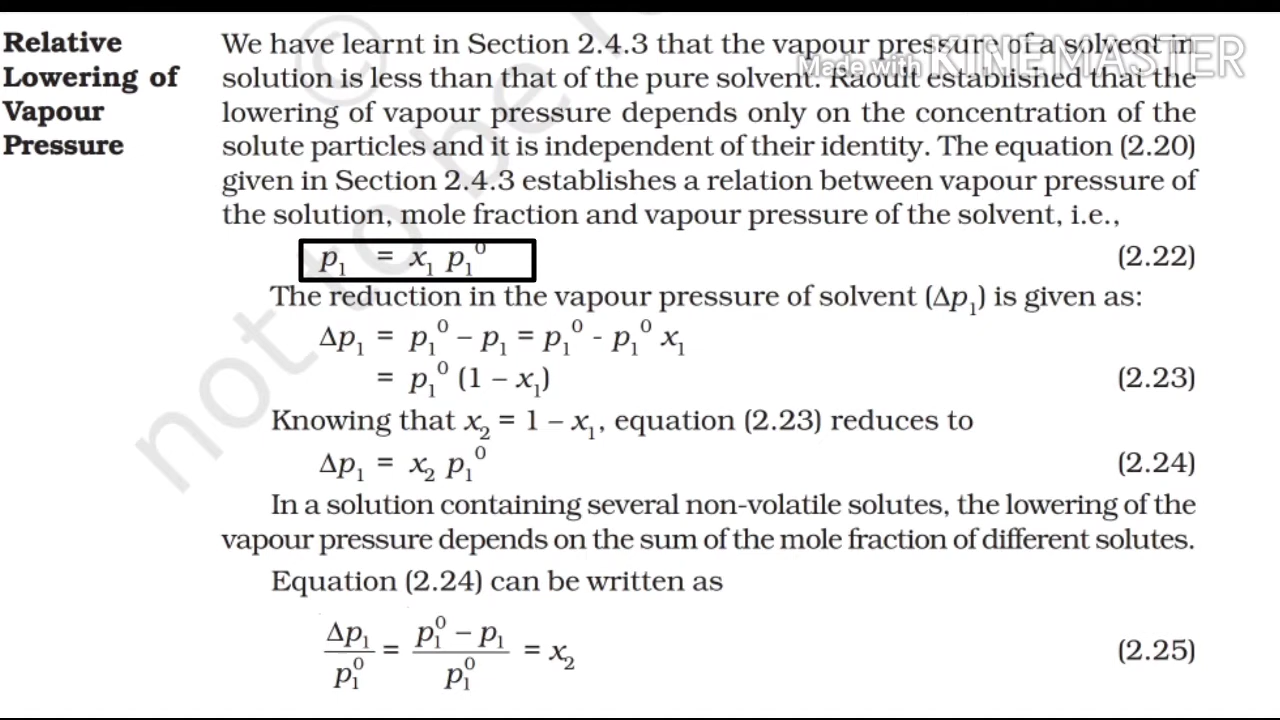 Relative
Lowering of
Vapour
Pressure
We have learnt in Section 2.4.3 that the vapour pressure of a solvent in
solution is less than that of the pure solvent. Raoult established that the
lowering of vapour pressure depends only on the concentration of the
solute particles and it is independent of their identity. The equation (2.20)
given in Section 2.4.3 establishes a relation between vapour pressure of
the solution, mole fraction and vapour pressure of the solvent, i.e.,
p₁ = x₁ p₁⁰ (2.22)
The reduction in the vapour pressure of solvent (Δp₁) is given as:
Δp₁ = p₁⁰ – p₁ = p₁⁰ - p₁⁰ x₁
= p₁⁰ (1 – x₁) (2.23)
Knowing that x₂ = 1 – x₁, equation (2.23) reduces to
Δp₁ = x₂ p₁⁰ (2.24)
In a solution containing several non-volatile solutes, the lowering of the
vapour pressure depends on the sum of the mole fraction of different solutes.
Equation (2.24) can be written as
Δp₁/p₁⁰ = (p₁⁰ – p₁)/p₁⁰ = x₂ (2.25)
Made with KINEMASTER
© not to be r